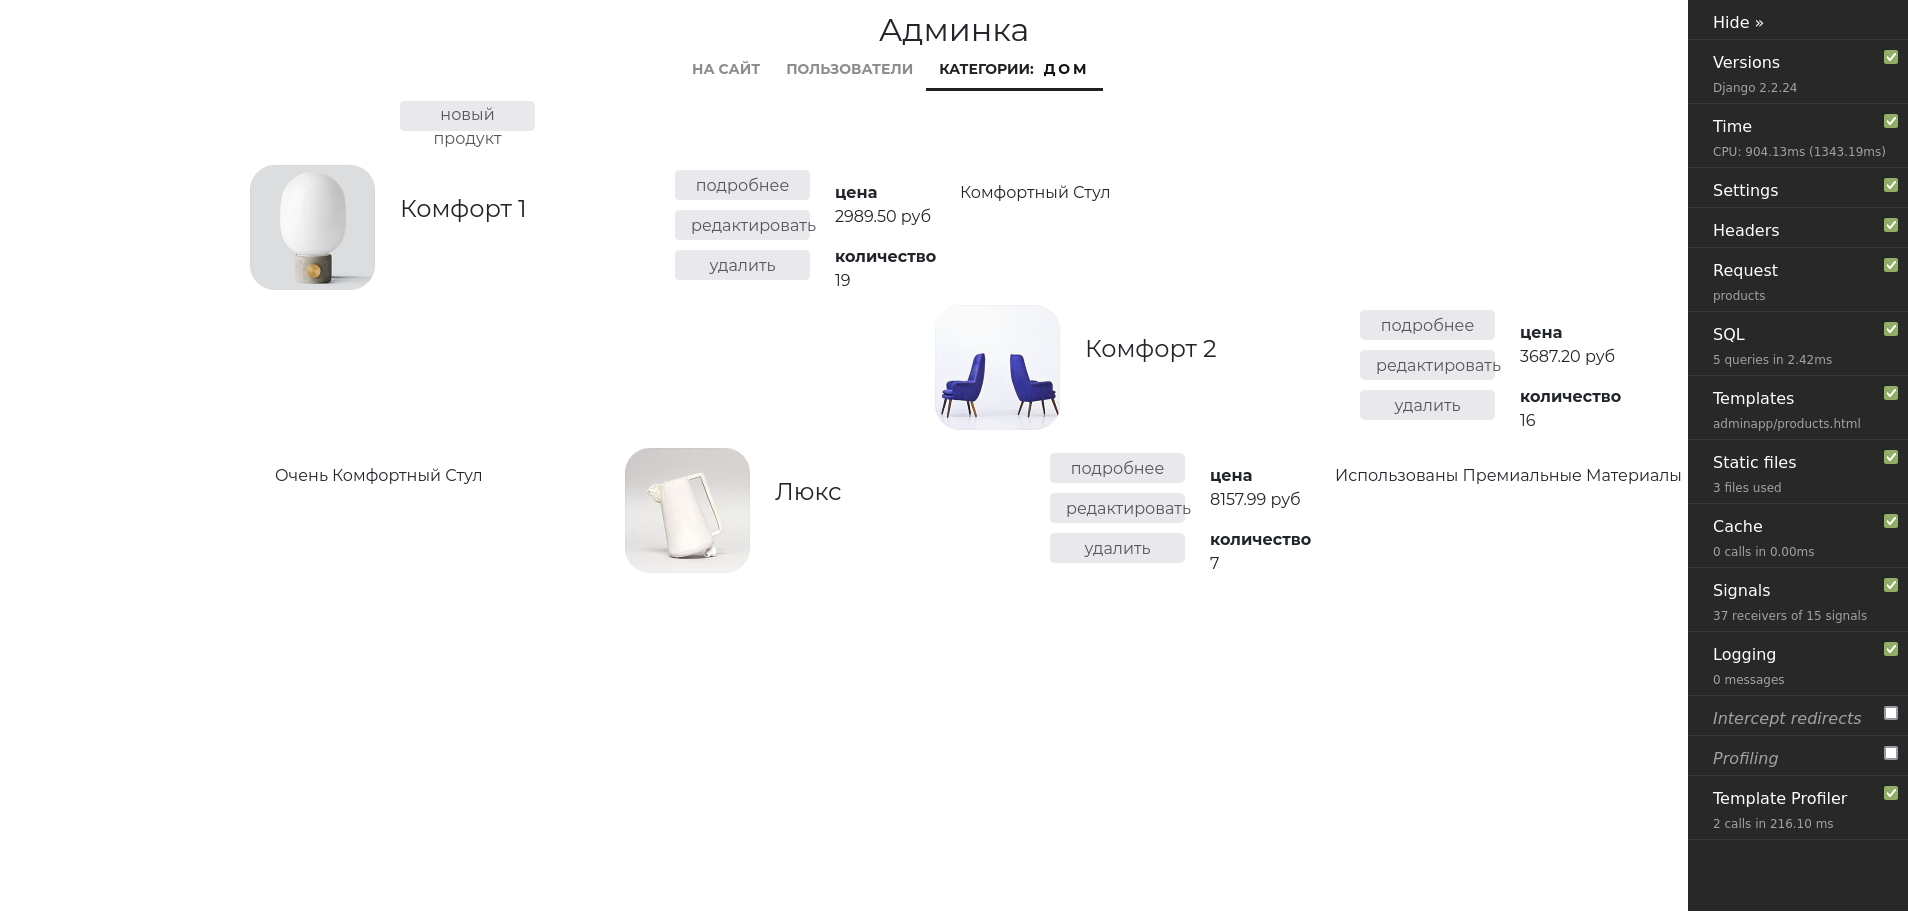 Админка
НА САЙТ ПОЛЬЗОВАТЕЛИ КАТЕГОРИИ: ДОМ
новый
продукт
Комфорт 1
подробнее
редактировать
удалить
цена
2989.50 руб
количество
19
Комфортный Стул
Комфорт 2
подробнее
редактировать
удалить
цена
3687.20 руб
количество
16
Очень Комфортный Стул
Люкс
подробнее
редактировать
удалить
цена
8157.99 руб
количество
7
Использованы Премиальные Материалы
Hide »
Versions
Django 2.2.24
Time
CPU: 904.13ms (1343.19ms)
Settings
Headers
Request
products
SQL
5 queries in 2.42ms
Templates
adminapp/products.html
Static files
3 files used
Cache
0 calls in 0.00ms
Signals
37 receivers of 15 signals
Logging
0 messages
Intercept redirects
Profiling
Template Profiler
2 calls in 216.10 ms